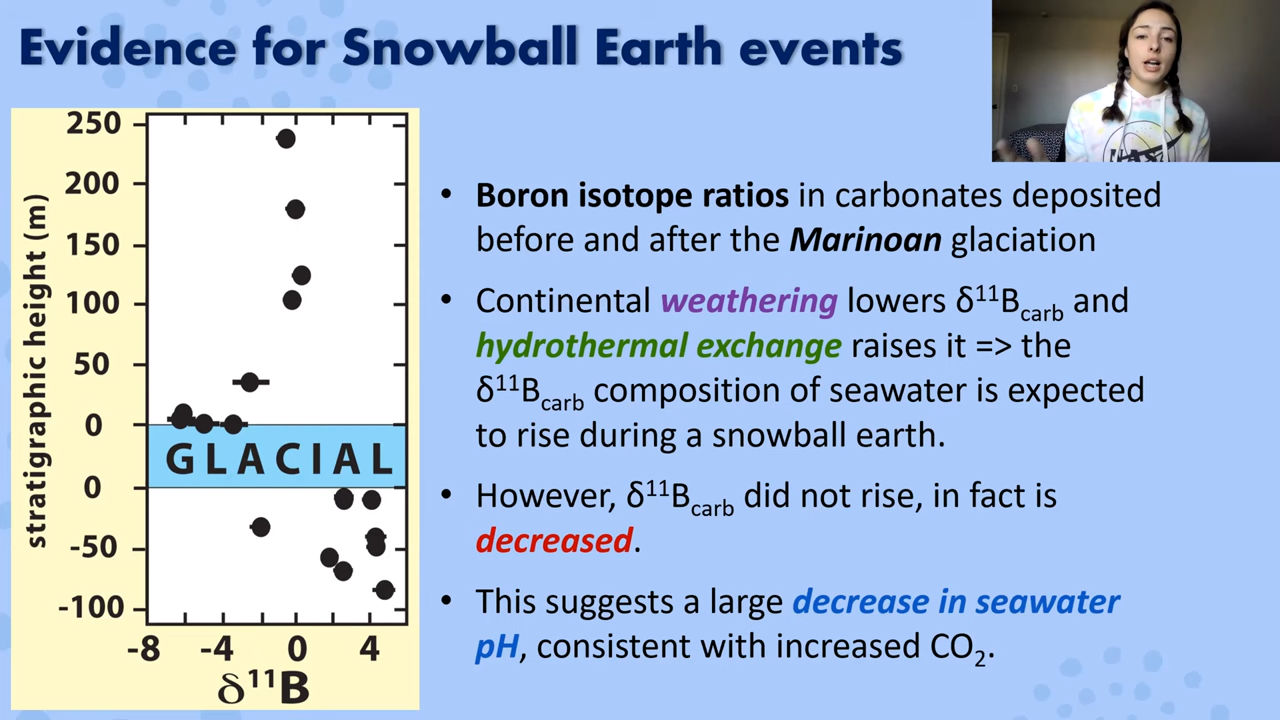 Evidence for Snowball Earth events
250
200
150
100
50
0
GLACIAL
0
-50
-100
stratigraphic height (m)
-8 -4 0 4
δ¹¹B
• Boron isotope ratios in carbonates deposited
before and after the Marinoan glaciation
• Continental weathering lowers δ¹¹Bcarb and
hydrothermal exchange raises it => the
δ¹¹Bcarb composition of seawater is expected
to rise during a snowball earth.
• However, δ¹¹Bcarb did not rise, in fact is
decreased.
• This suggests a large decrease in seawater
pH, consistent with increased CO₂.